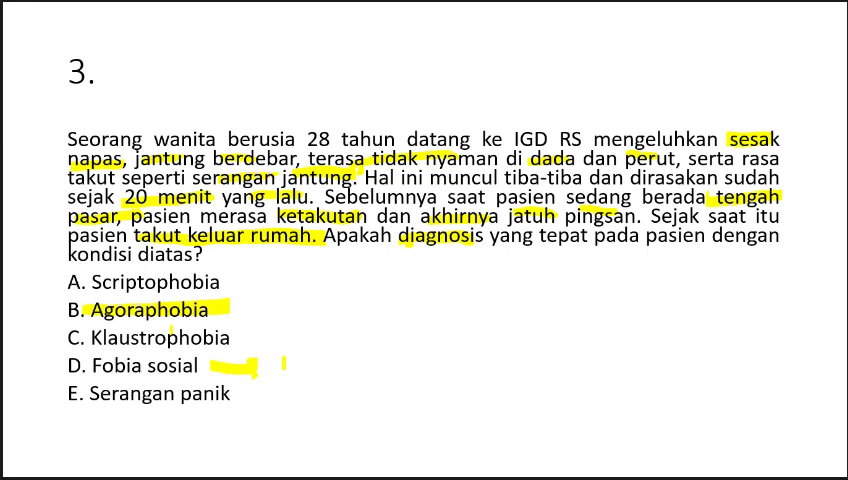 3.
Seorang wanita berusia 28 tahun datang ke IGD RS mengeluhkan sesak
napas, jantung berdebar, terasa tidak nyaman di dada dan perut, serta rasa
takut seperti serangan jantung. Hal ini muncul tiba-tiba dan dirasakan sudah
sejak 20 menit yang lalu. Sebelumnya saat pasien sedang berada tengah
pasar, pasien merasa ketakutan dan akhirnya jatuh pingsan. Sejak saat itu
pasien takut keluar rumah. Apakah diagnosis yang tepat pada pasien dengan
kondisi diatas?
A. Scriptophobia
B. Agoraphobia
C. Klaustrophobia
D. Fobia sosial
E. Serangan panik